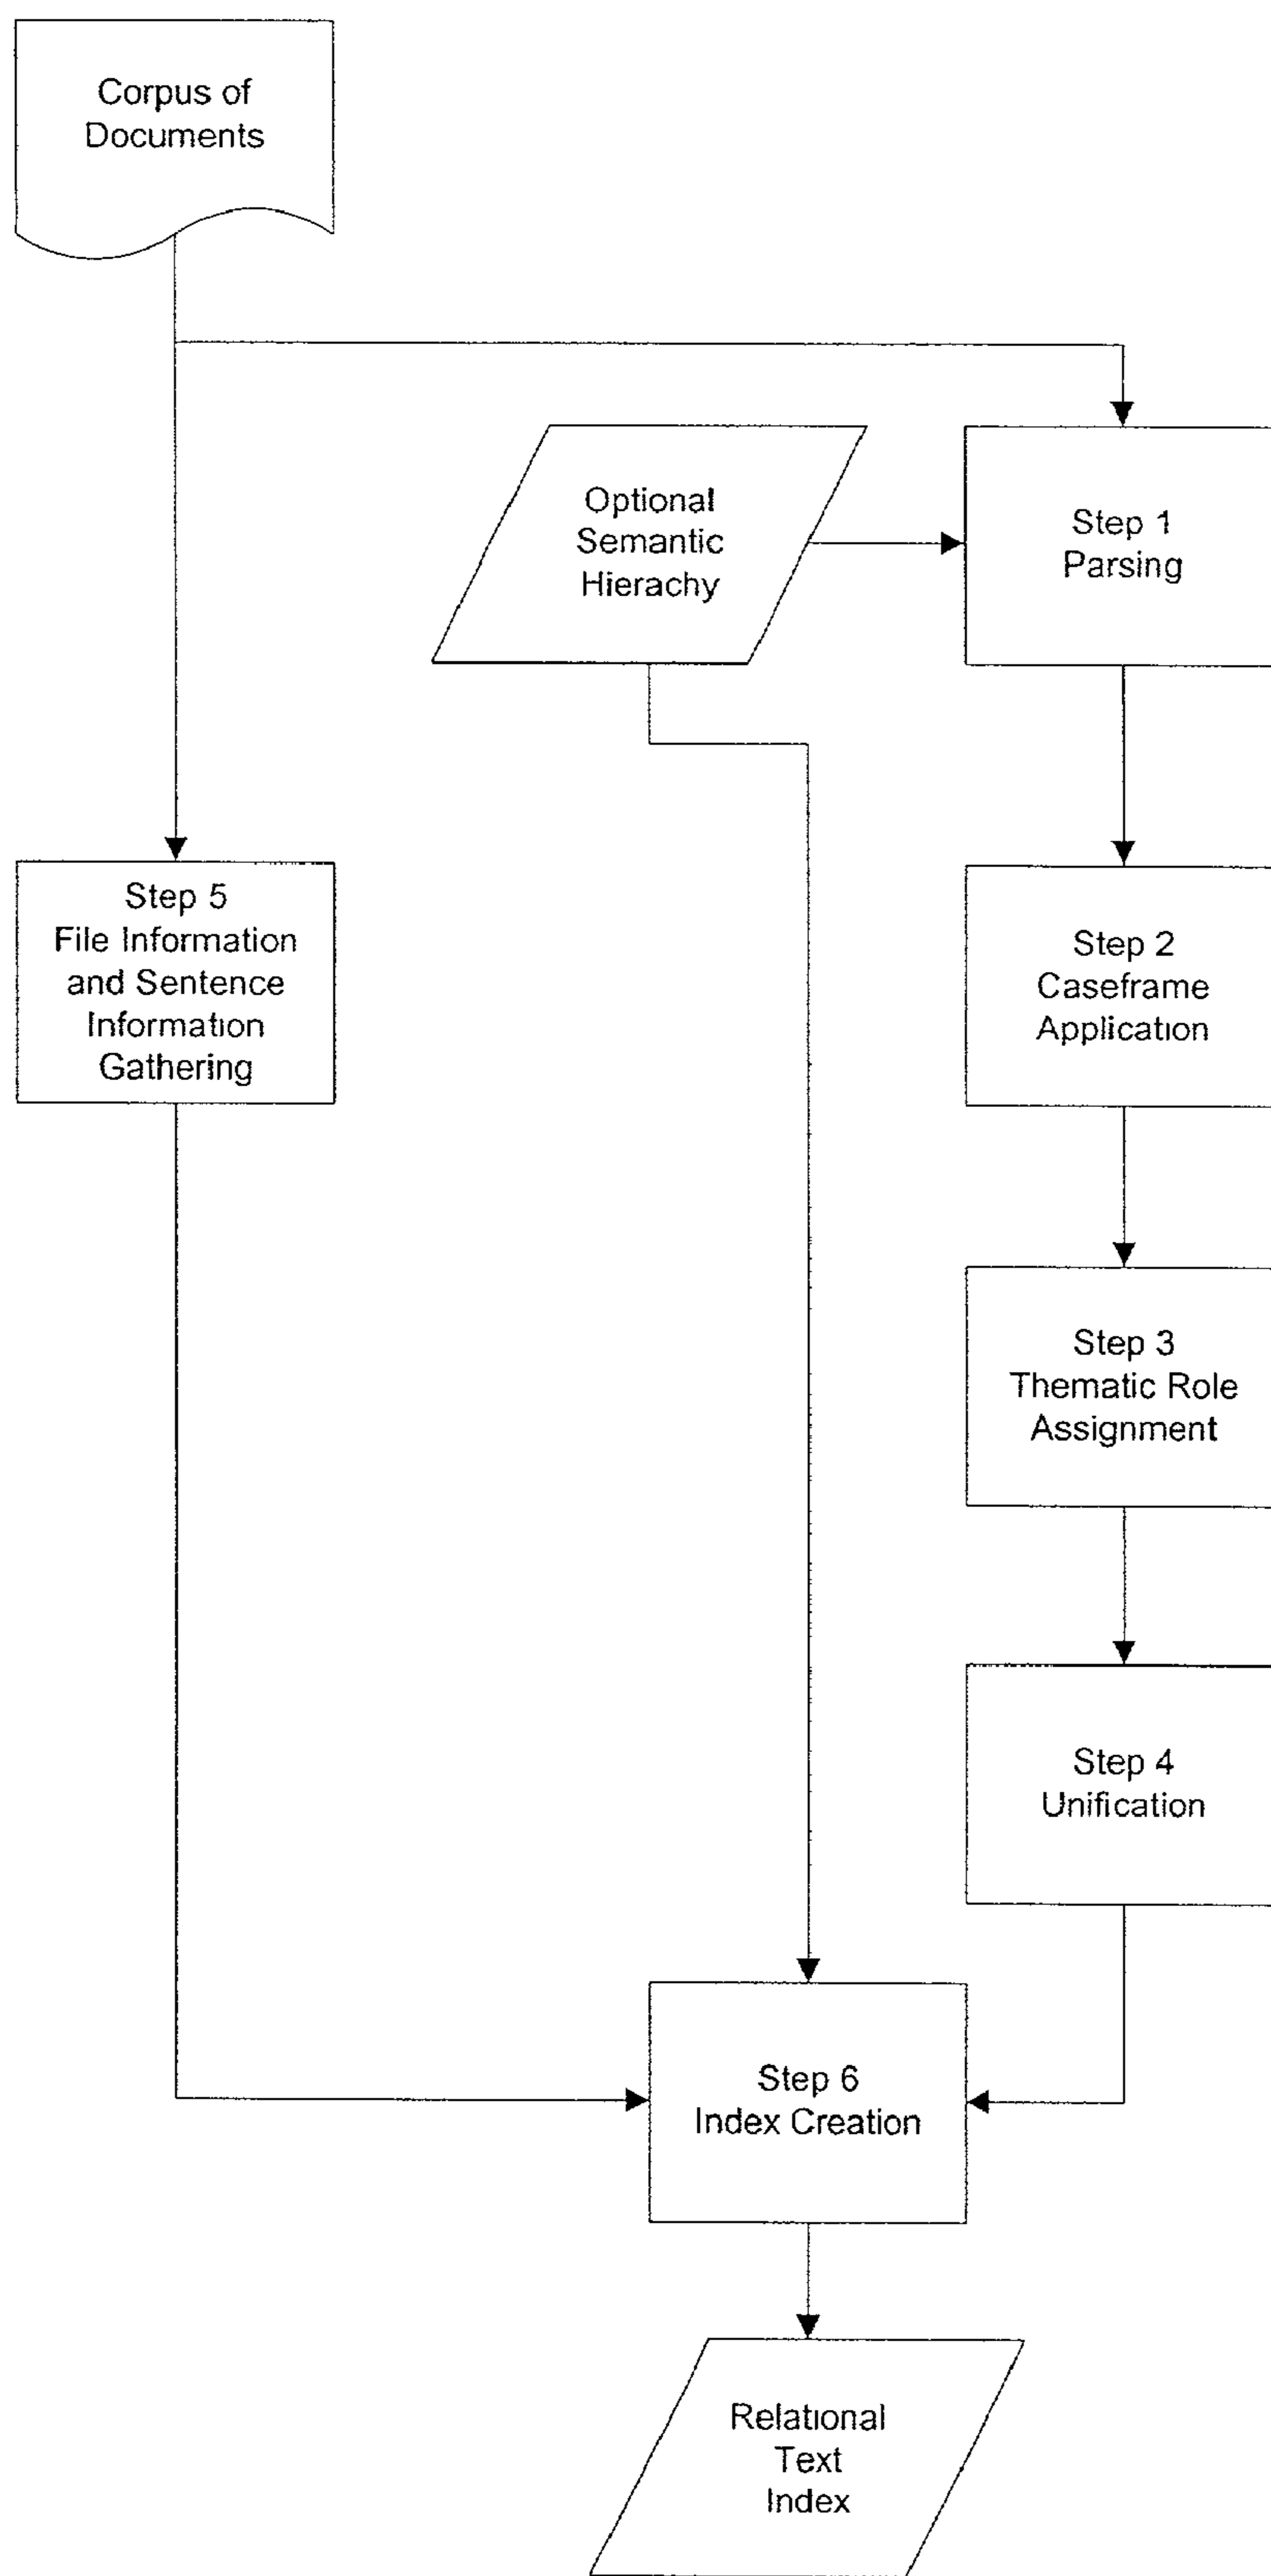 Corpus of
Documents
Optional
Semantic
Hierachy
Step 1
Parsing
Step 5
File Information
and Sentence
Information
Gathering
Step 2
Caseframe
Application
Step 3
Thematic Role
Assignment
Step 4
Unification
Step 6
Index Creation
Relational
Text
Index